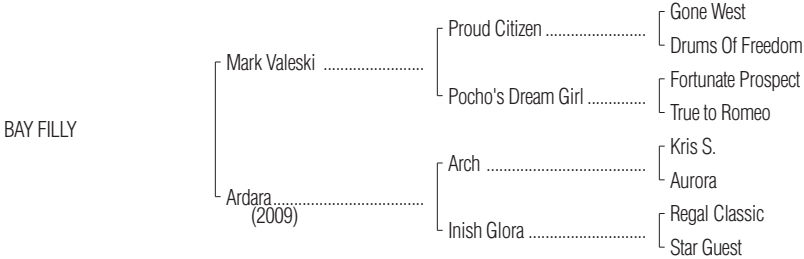 Gone West
Proud Citizen ........................
Drums Of Freedom
Mark Valeski ........................
Fortunate Prospect
Pocho's Dream Girl ..............
True to Romeo
BAY FILLY
Kris S.
Arch ......................................
Aurora
Ardara....................................
(2009)
Regal Classic
Inish Glora ............................
Star Guest